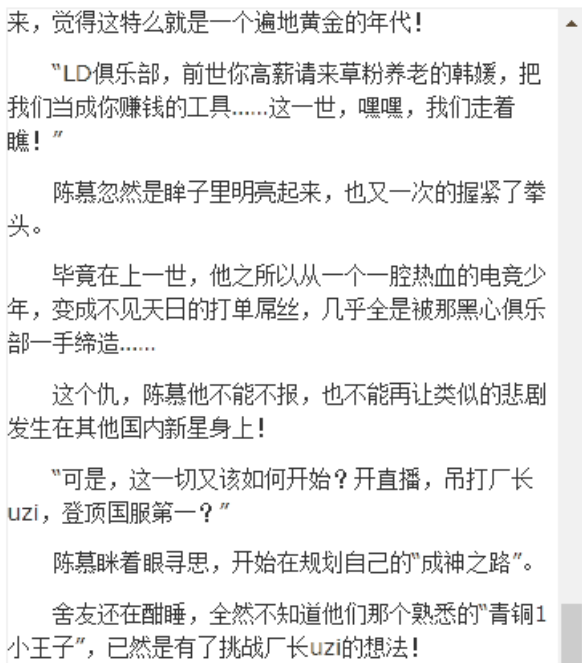 来，觉得这特么就是一个遍地黄金的年代！
“LD俱乐部，前世你高薪请来草粉养老的韩媛，把
我们当成你赚钱的工具……这一世，嘿嘿，我们走着
瞧！”
陈慕忽然是眸子里明亮起来，也又一次的握紧了拳
头。
毕竟在上一世，他之所以从一个一腔热血的电竞少
年，变成不见天日的打单屌丝，几乎全是被那黑心俱乐
部一手缔造……
这个仇，陈慕他不能不报，也不能再让类似的悲剧
发生在其他国内新星身上！
“可是，这一切又该如何开始？开直播，吊打厂长
uzi，登顶国服第一？”
陈慕眯着眼寻思，开始在规划自己的“成神之路”。
舍友还在酣睡，全然不知道他们那个熟悉的“青铜1
小王子”，已然是有了挑战厂长uzi的想法！